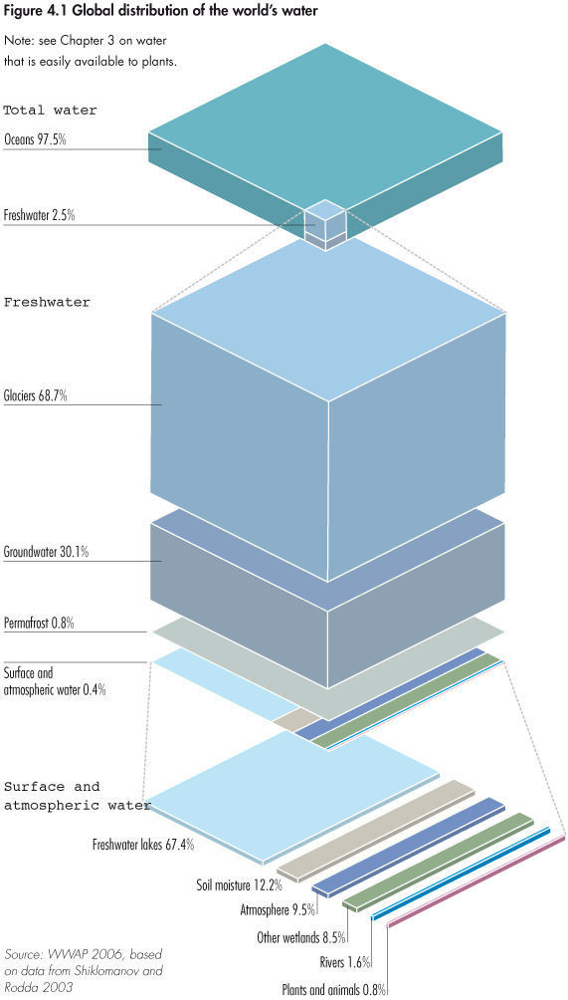 Figure 4.1 Global distribution of the world's water
Note: see Chapter 3 on water
that is easily available to plants.
Total water
Oceans 97.5%
Freshwater 2.5%
Freshwater
Glaciers 68.7%
Groundwater 30.1%
Permafrost 0.8%
Surface and
atmospheric water 0.4%
Surface and
atmospheric water
Freshwater lakes 67.4%
Soil moisture 12.2%
Atmosphere 9.5%
Other wetlands 8.5%
Rivers 1.6%
Plants and animals 0.8%
Source: WWAP 2006, based
on data from Shiklomanov and
Rodda 2003